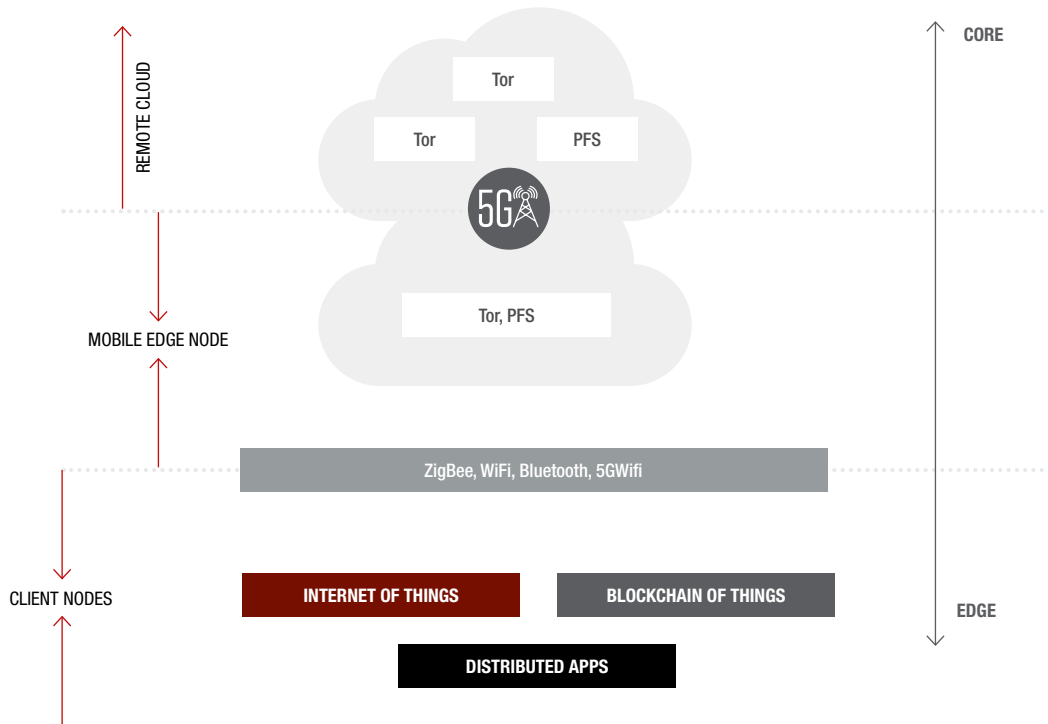 CORE
REMOTE CLOUD
Tor
Tor
PFS
5G
Tor, PFS
MOBILE EDGE NODE
ZigBee, WiFi, Bluetooth, 5GWifi
INTERNET OF THINGS
BLOCKCHAIN OF THINGS
CLIENT NODES
EDGE
DISTRIBUTED APPS